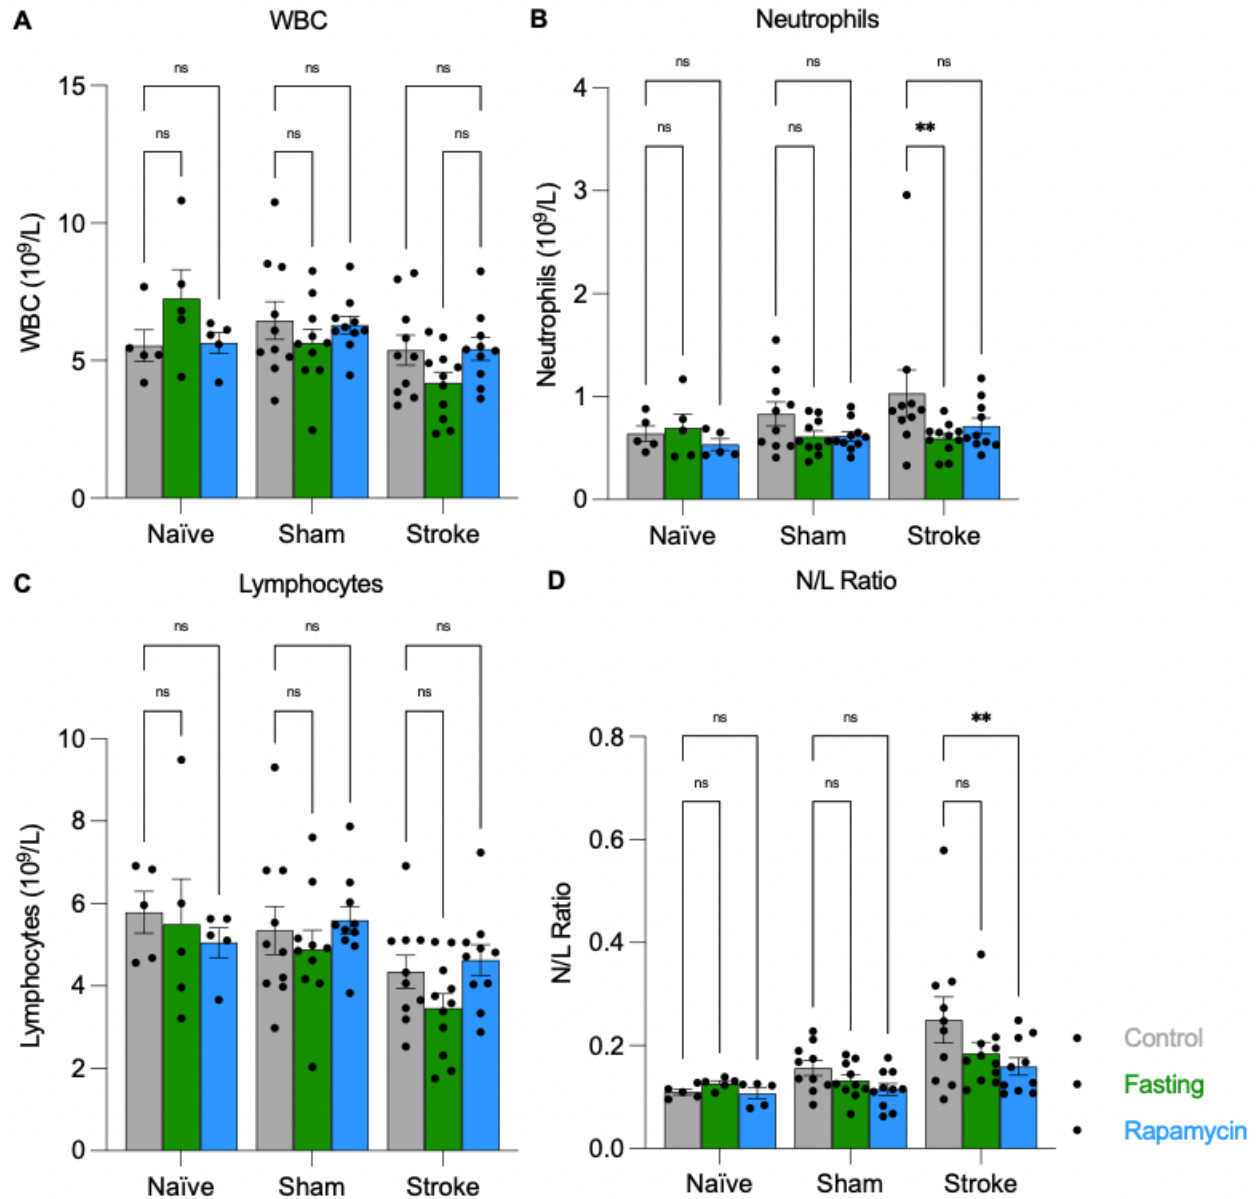 A
WBC
15
10
5
0
WBC (10⁹/L)
ns
ns
ns
ns
ns
ns
Naïve
Sham
Stroke
B
Neutrophils
4
3
2
1
0
Neutrophils (10⁹/L)
ns
ns
ns
ns
ns
**
Naïve
Sham
Stroke
C
Lymphocytes
10
8
6
4
2
0
Lymphocytes (10⁹/L)
ns
ns
ns
ns
ns
ns
Naïve
Sham
Stroke
D
N/L Ratio
0.8
0.6
0.4
0.2
0.0
N/L Ratio
ns
ns
**
ns
ns
ns
Naïve
Sham
Stroke
Control
Fasting
Rapamycin